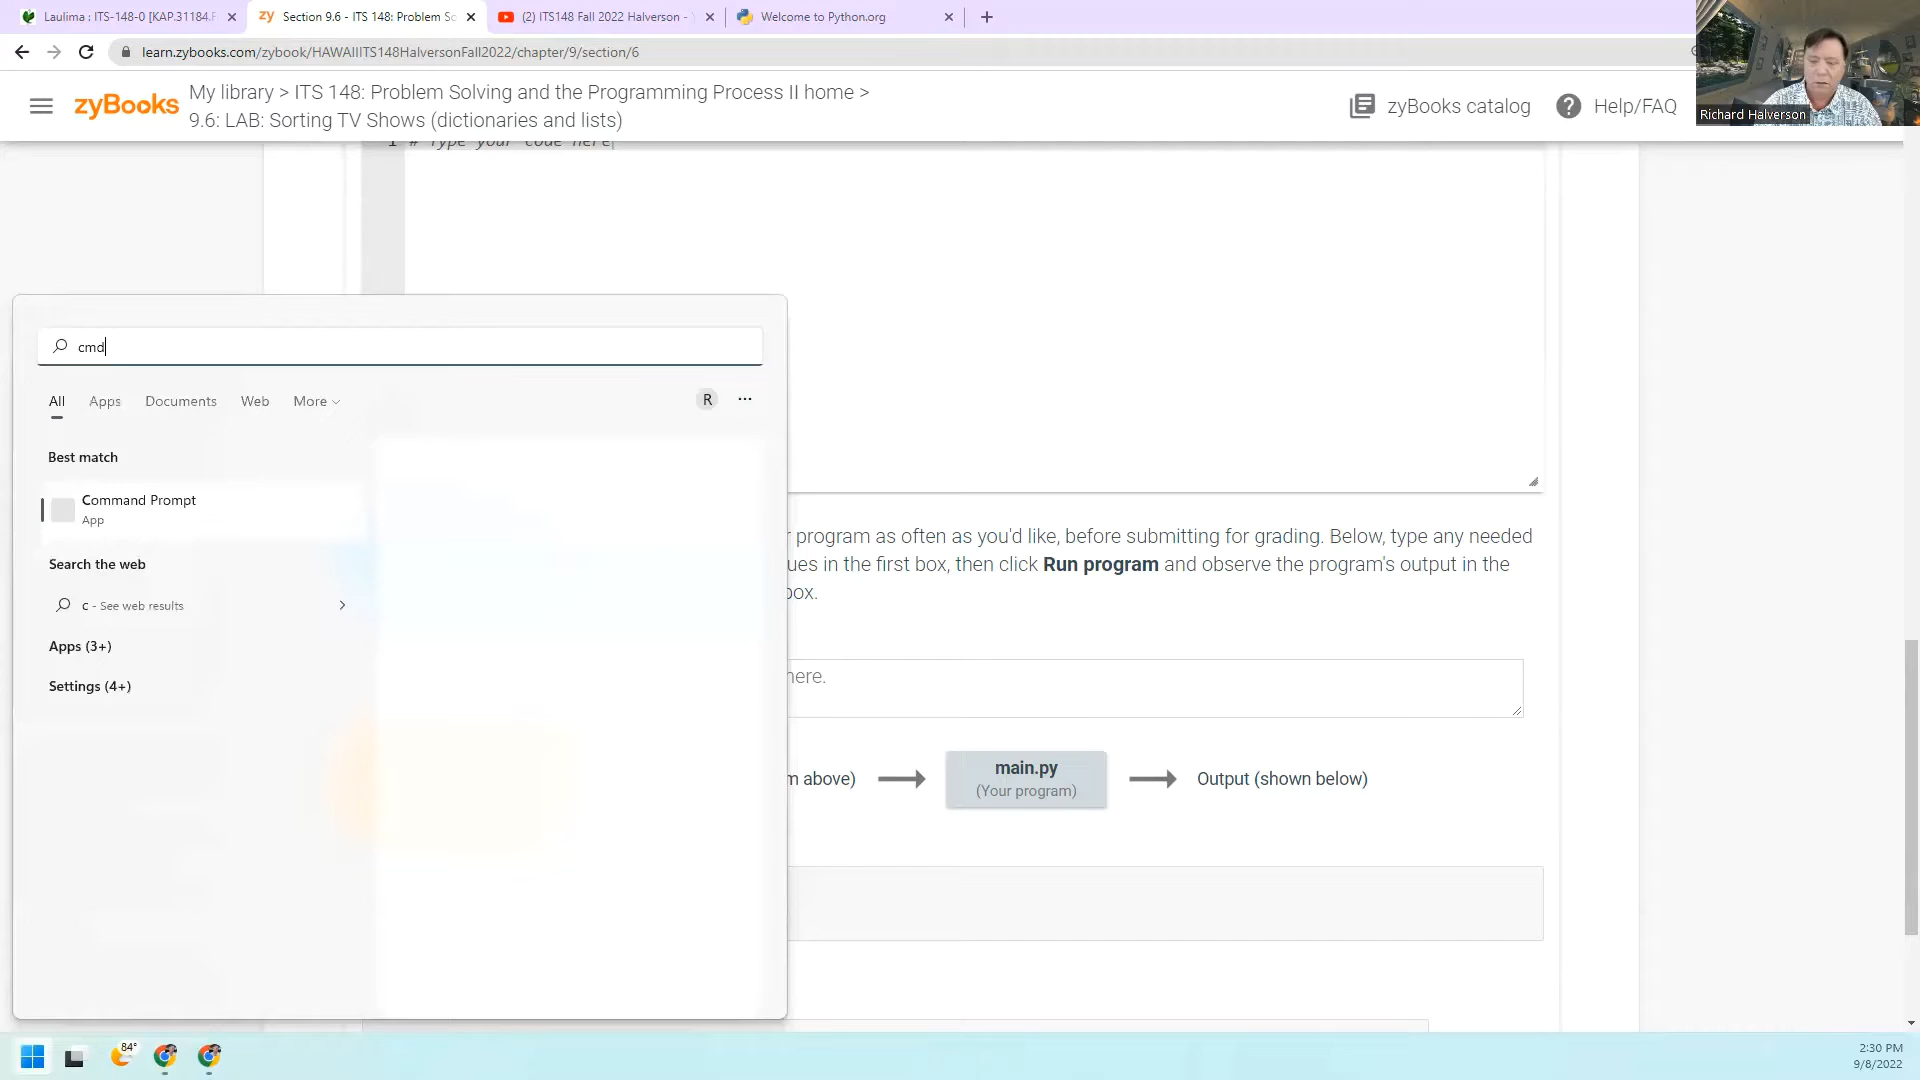 Laulima : ITS-148-0 [KAP.31184.F
Section 9.6 - ITS 148: Problem So
(2) ITS148 Fall 2022 Halverson -
Welcome to Python.org
learn.zybooks.com/zybook/HAWAIIITS148HalversonFall2022/chapter/9/section/6
zyBooks
My library > ITS 148: Problem Solving and the Programming Process II home >
9.6: LAB: Sorting TV Shows (dictionaries and lists)
zyBooks catalog
Help/FAQ
Richard Halverson
1 # Type your code here
cmd
All Apps Documents Web More
R
Best match
Command Prompt
App
Search the web
c - See web results
Apps (3+)
Settings (4+)
r program as often as you'd like, before submitting for grading. Below, type any needed
ues in the first box, then click Run program and observe the program's output in the
box.
here.
m above)
main.py
(Your program)
Output (shown below)
84°
2:30 PM
9/8/2022